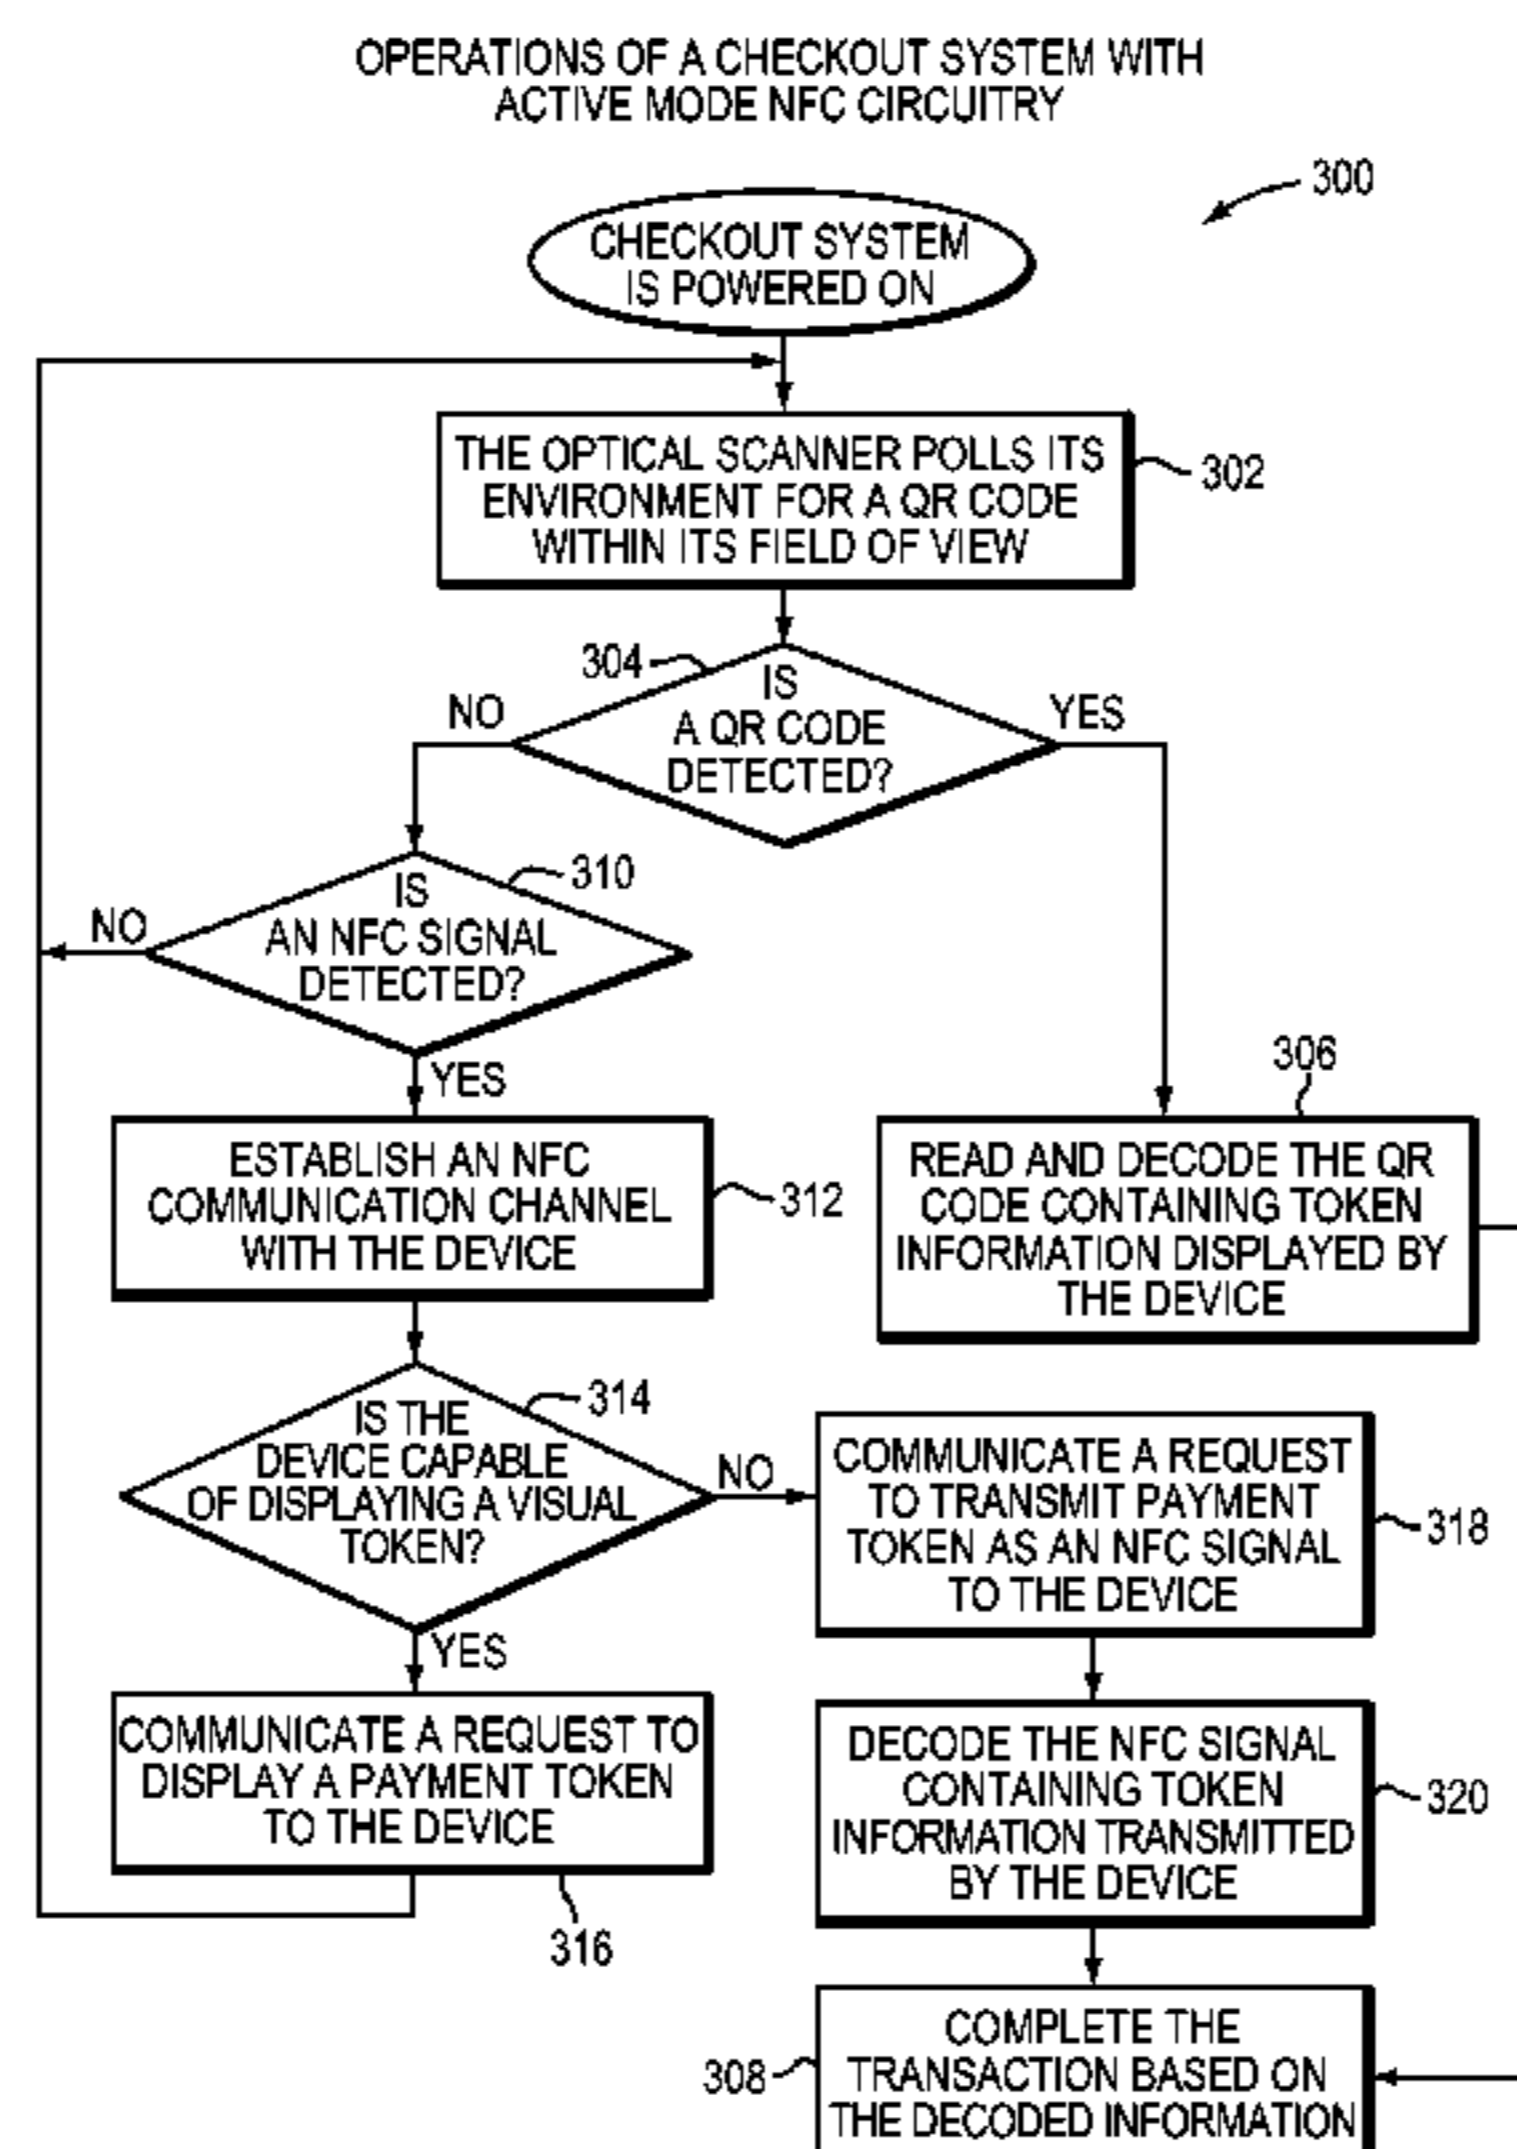 OPERATIONS OF A CHECKOUT SYSTEM WITH
ACTIVE MODE NFC CIRCUITRY
300
CHECKOUT SYSTEM
IS POWERED ON
THE OPTICAL SCANNER POLLS ITS
ENVIRONMENT FOR A QR CODE
WITHIN ITS FIELD OF VIEW
302
304
IS
A QR CODE
DETECTED?
NO
YES
310
IS
AN NFC SIGNAL
DETECTED?
NO
YES
306
READ AND DECODE THE QR
CODE CONTAINING TOKEN
INFORMATION DISPLAYED BY
THE DEVICE
ESTABLISH AN NFC
COMMUNICATION CHANNEL
WITH THE DEVICE
312
314
IS THE
DEVICE CAPABLE
OF DISPLAYING A VISUAL
TOKEN?
NO
YES
COMMUNICATE A REQUEST
TO TRANSMIT PAYMENT
TOKEN AS AN NFC SIGNAL
TO THE DEVICE
318
COMMUNICATE A REQUEST TO
DISPLAY A PAYMENT TOKEN
TO THE DEVICE
316
DECODE THE NFC SIGNAL
CONTAINING TOKEN
INFORMATION TRANSMITTED
BY THE DEVICE
320
308
COMPLETE THE
TRANSACTION BASED ON
THE DECODED INFORMATION